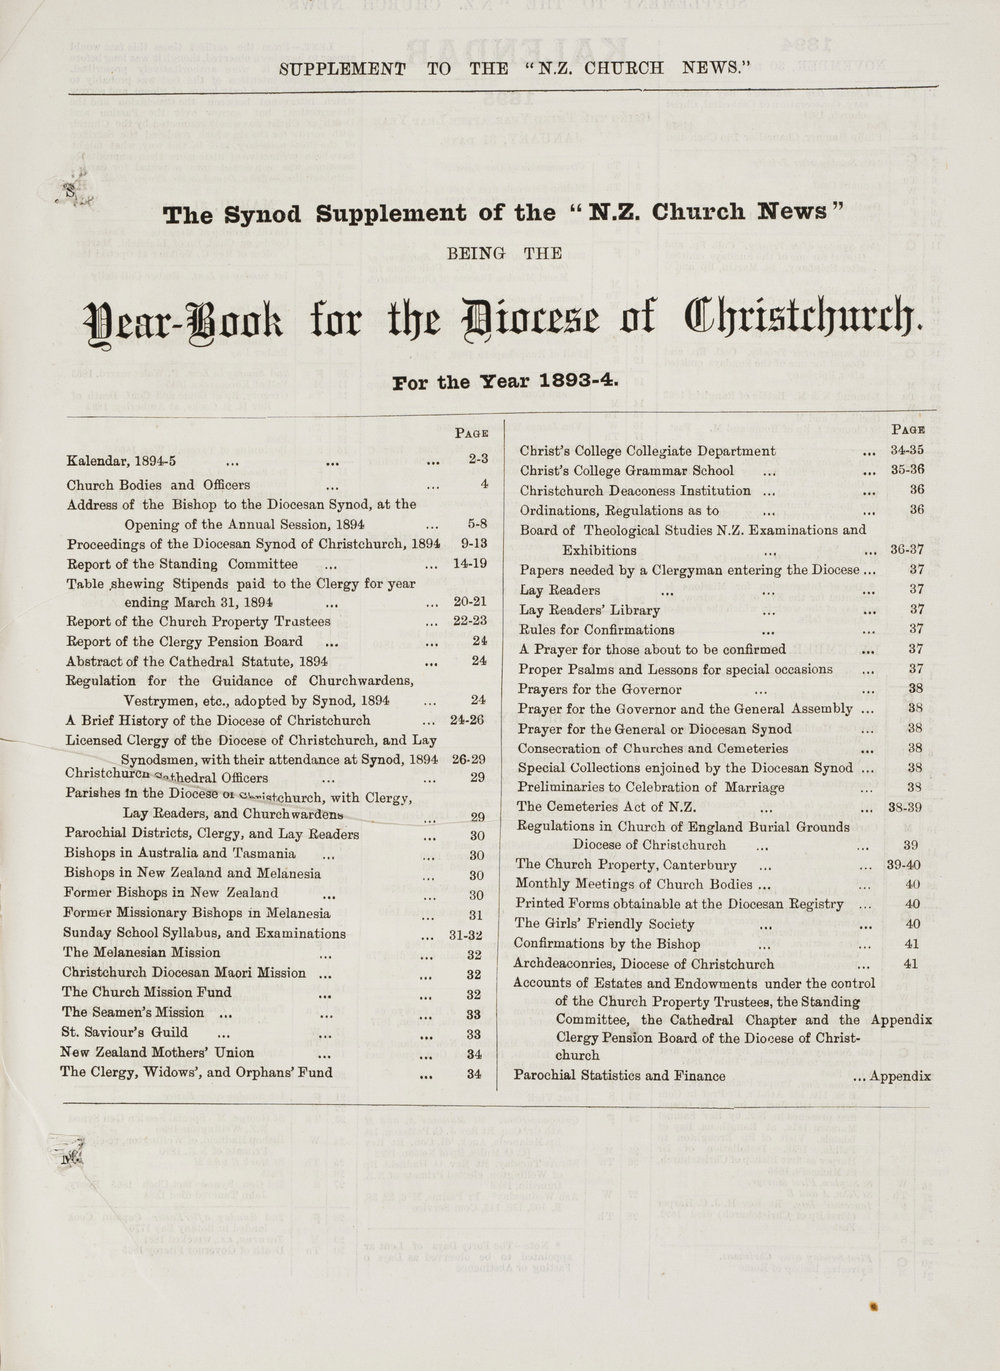 SUPPLEMENT TO THE "N.Z. CHURCH NEWS."
The Synod Supplement of the "N.Z. Church News"
BEING THE
Year-Book for the Diocese of Christchurch.
For the Year 1893-4.
PAGE
Kalendar, 1894-5 ... ... ... 2-3
Church Bodies and Officers ... ... 4
Address of the Bishop to the Diocesan Synod, at the
Opening of the Annual Session, 1894 ... 5-8
Proceedings of the Diocesan Synod of Christchurch, 1894 9-13
Report of the Standing Committee ... ... 14-19
Table shewing Stipends paid to the Clergy for year
ending March 31, 1894 ... ... 20-21
Report of the Church Property Trustees ... 22-23
Report of the Clergy Pension Board ... ... 24
Abstract of the Cathedral Statute, 1894 ... 24
Regulation for the Guidance of Churchwardens,
Vestrymen, etc., adopted by Synod, 1894 ... 24
A Brief History of the Diocese of Christchurch ... 24-26
Licensed Clergy of the Diocese of Christchurch, and Lay
Synodsmen, with their attendance at Synod, 1894 26-29
Christchurch Cathedral Officers ... ... 29
Parishes in the Diocese of Christchurch, with Clergy,
Lay Readers, and Churchwardens ... 29
Parochial Districts, Clergy, and Lay Readers ... 30
Bishops in Australia and Tasmania ... ... 30
Bishops in New Zealand and Melanesia ... 30
Former Bishops in New Zealand ... ... 30
Former Missionary Bishops in Melanesia ... 31
Sunday School Syllabus, and Examinations ... 31-32
The Melanesian Mission ... ... 32
Christchurch Diocesan Maori Mission ... ... 32
The Church Mission Fund ... ... 32
The Seamen's Mission ... ... ... 33
St. Saviour's Guild ... ... ... 33
New Zealand Mothers' Union ... ... 34
The Clergy, Widows', and Orphans' Fund ... 34
PAGE
Christ's College Collegiate Department ... 34-35
Christ's College Grammar School ... ... 35-36
Christchurch Deaconess Institution ... ... 36
Ordinations, Regulations as to ... ... 36
Board of Theological Studies N.Z. Examinations and
Exhibitions ... ... 36-37
Papers needed by a Clergyman entering the Diocese ... 37
Lay Readers ... ... ... 37
Lay Readers' Library ... ... 37
Rules for Confirmations ... ... 37
A Prayer for those about to be confirmed ... 37
Proper Psalms and Lessons for special occasions ... 37
Prayers for the Governor ... ... 38
Prayer for the Governor and the General Assembly ... 38
Prayer for the General or Diocesan Synod ... 38
Consecration of Churches and Cemeteries ... 38
Special Collections enjoined by the Diocesan Synod ... 38
Preliminaries to Celebration of Marriage ... 38
The Cemeteries Act of N.Z. ... ... 38-39
Regulations in Church of England Burial Grounds
Diocese of Christchurch ... ... 39
The Church Property, Canterbury ... ... 39-40
Monthly Meetings of Church Bodies ... ... 40
Printed Forms obtainable at the Diocesan Registry ... 40
The Girls' Friendly Society ... ... 40
Confirmations by the Bishop ... ... 41
Archdeaconries, Diocese of Christchurch ... 41
Accounts of Estates and Endowments under the control
of the Church Property Trustees, the Standing
Committee, the Cathedral Chapter and the Appendix
Clergy Pension Board of the Diocese of Christ-
church
Parochial Statistics and Finance ... Appendix